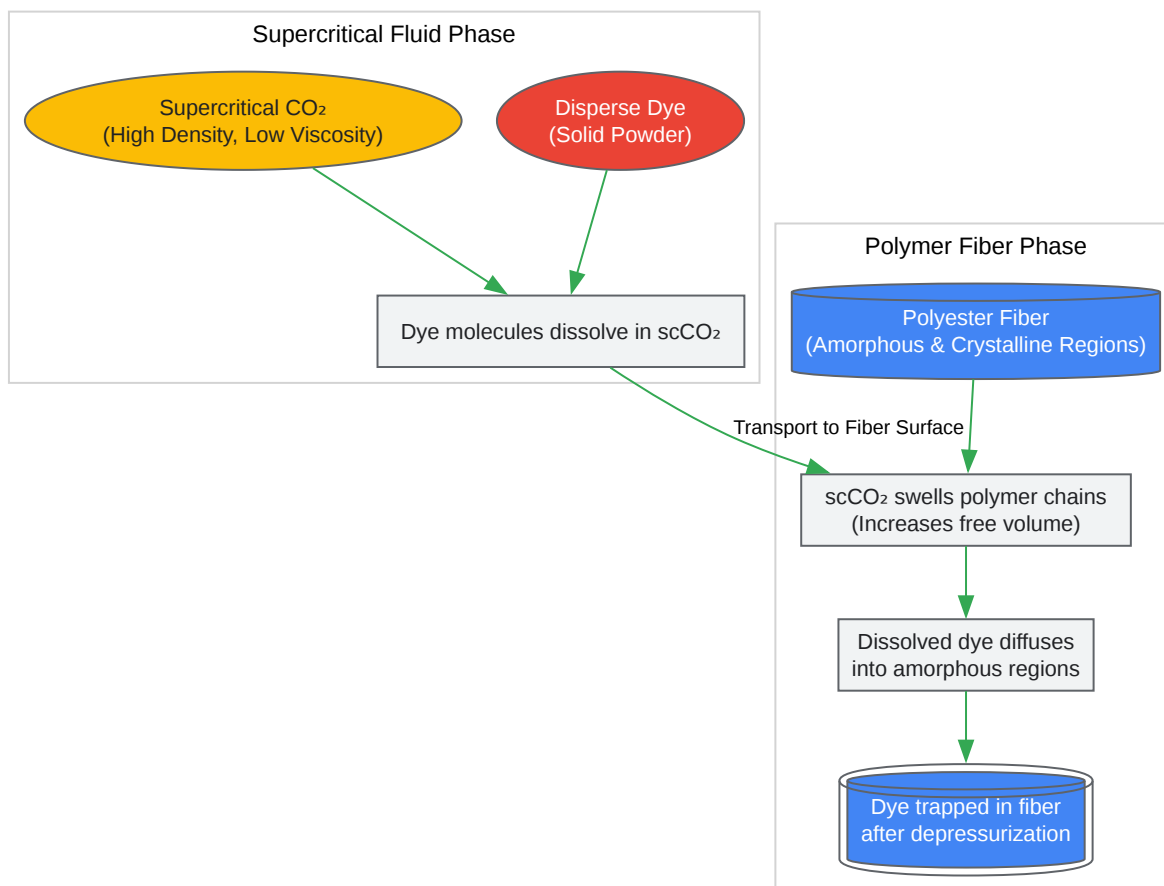 Supercritical Fluid Phase
Supercritical CO₂
(High Density, Low Viscosity)
Disperse Dye
(Solid Powder)
Dye molecules dissolve in scCO₂
Polymer Fiber Phase
Polyester Fiber
(Amorphous & Crystalline Regions)
Transport to Fiber Surface
scCO₂ swells polymer chains
(Increases free volume)
Dissolved dye diffuses
into amorphous regions
Dye trapped in fiber
after depressurization